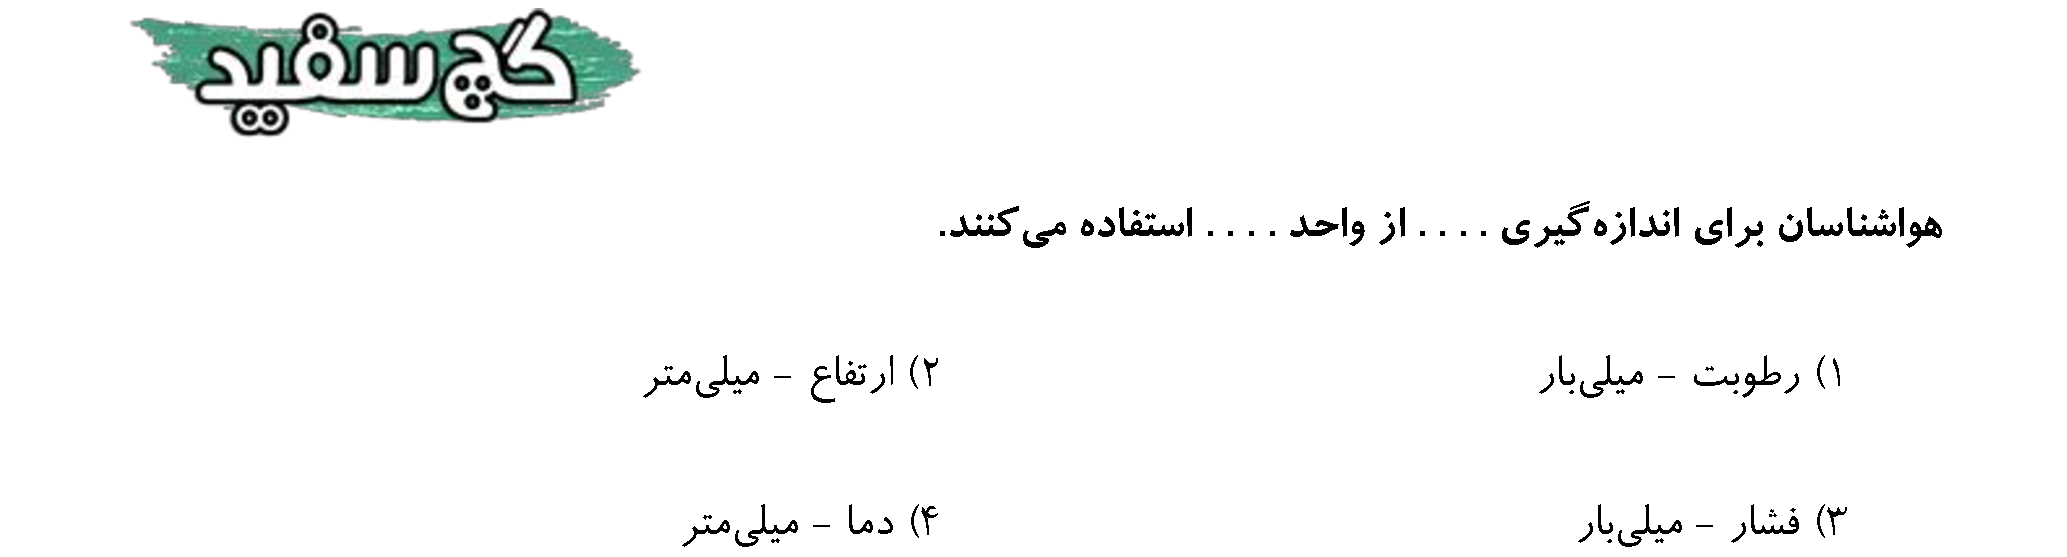 گچ سفید
هواشناسان برای اندازه‌گیری . . . . از واحد . . . . استفاده می‌کنند.
۱) رطوبت – میلی‌بار ۲) ارتفاع – میلی‌متر
۳) فشار – میلی‌بار ۴) دما – میلی‌متر